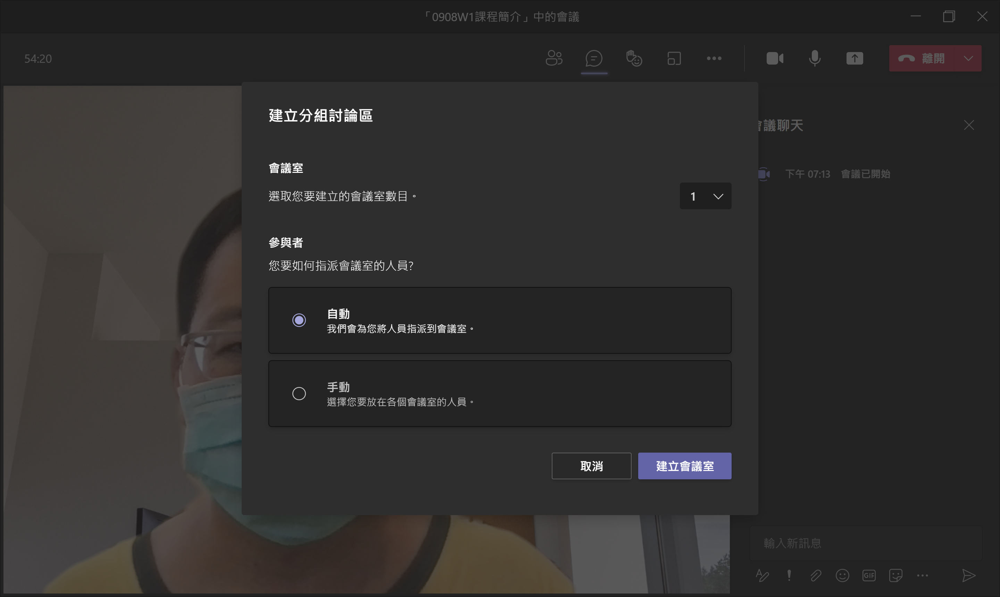 「0908W1課程簡介」中的會議
54:20
離開
建立分組討論區
會議室
選取您要建立的會議室數目。
1
參與者
您要如何指派會議室的人員?
自動
我們會為您將人員指派到會議室。
手動
選擇您要放在各個會議室的人員。
取消
建立會議室
會議聊天
下午 07:13 會議已開始
輸入新訊息
GIF